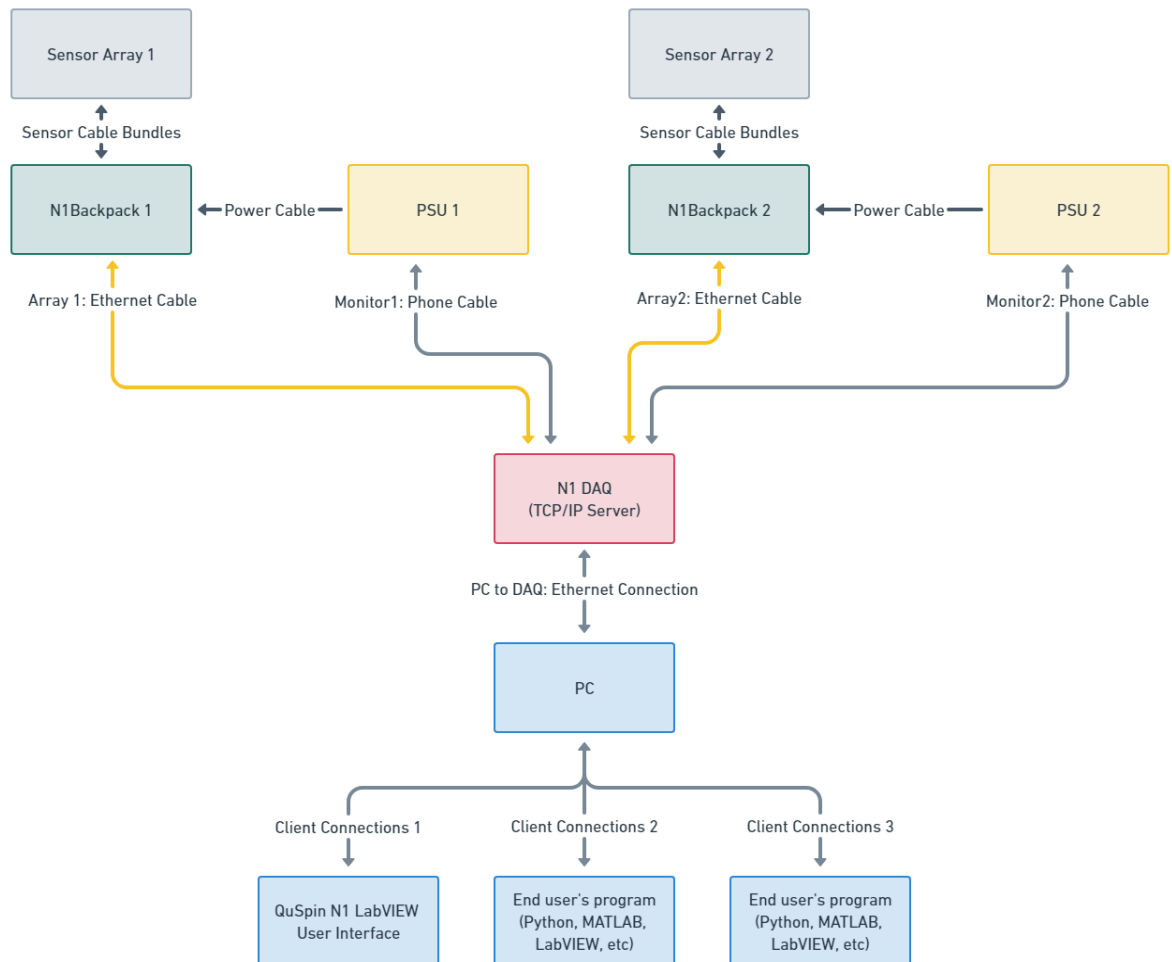 Sensor Array 1
Sensor Array 2
Sensor Cable Bundles
Sensor Cable Bundles
N1Backpack 1
Power Cable
PSU 1
N1Backpack 2
Power Cable
PSU 2
Array 1: Ethernet Cable
Monitor1: Phone Cable
Array2: Ethernet Cable
Monitor2: Phone Cable
N1 DAQ
(TCP/IP Server)
PC to DAQ: Ethernet Connection
PC
Client Connections 1
Client Connections 2
Client Connections 3
QuSpin N1 LabVIEW
User Interface
End user's program
(Python, MATLAB,
LabVIEW, etc)
End user's program
(Python, MATLAB,
LabVIEW, etc)